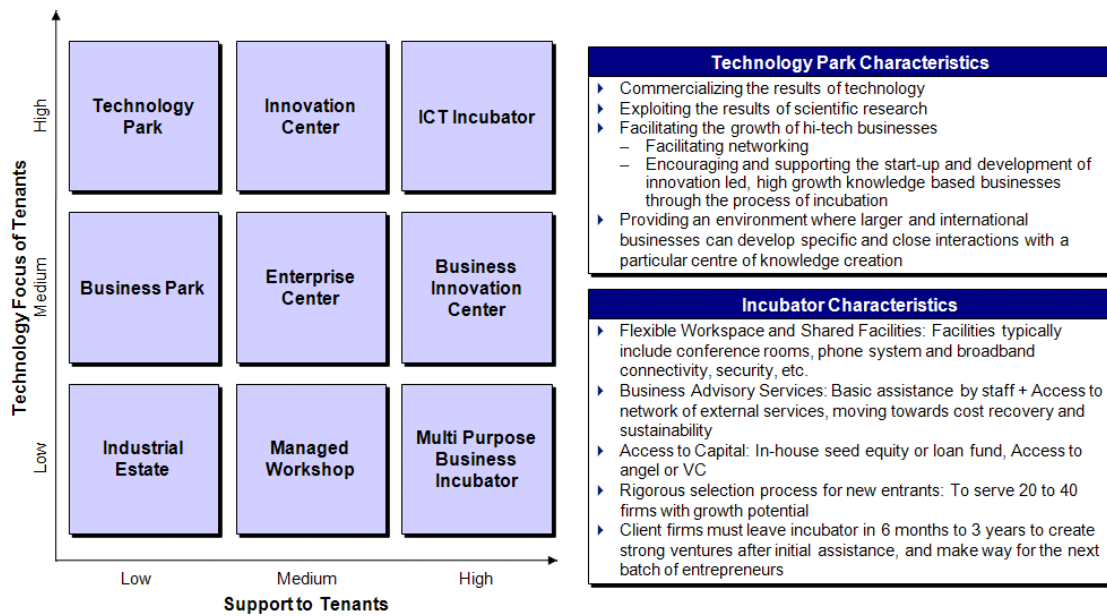 Technology Focus of Tenants
High
Medium
Low
Technology
Park
Innovation
Center
ICT Incubator
Business Park
Enterprise
Center
Business
Innovation
Center
Industrial
Estate
Managed
Workshop
Multi Purpose
Business
Incubator
Low
Medium
High
Support to Tenants
Technology Park Characteristics
Commercializing the results of technology
Exploiting the results of scientific research
Facilitating the growth of hi-tech businesses
– Facilitating networking
– Encouraging and supporting the start-up and development of
innovation led, high growth knowledge based businesses
through the process of incubation
Providing an environment where larger and international
businesses can develop specific and close interactions with a
particular centre of knowledge creation
Incubator Characteristics
Flexible Workspace and Shared Facilities: Facilities typically
include conference rooms, phone system and broadband
connectivity, security, etc.
Business Advisory Services: Basic assistance by staff + Access to
network of external services, moving towards cost recovery and
sustainability
Access to Capital: In-house seed equity or loan fund, Access to
angel or VC
Rigorous selection process for new entrants: To serve 20 to 40
firms with growth potential
Client firms must leave incubator in 6 months to 3 years to create
strong ventures after initial assistance, and make way for the next
batch of entrepreneurs